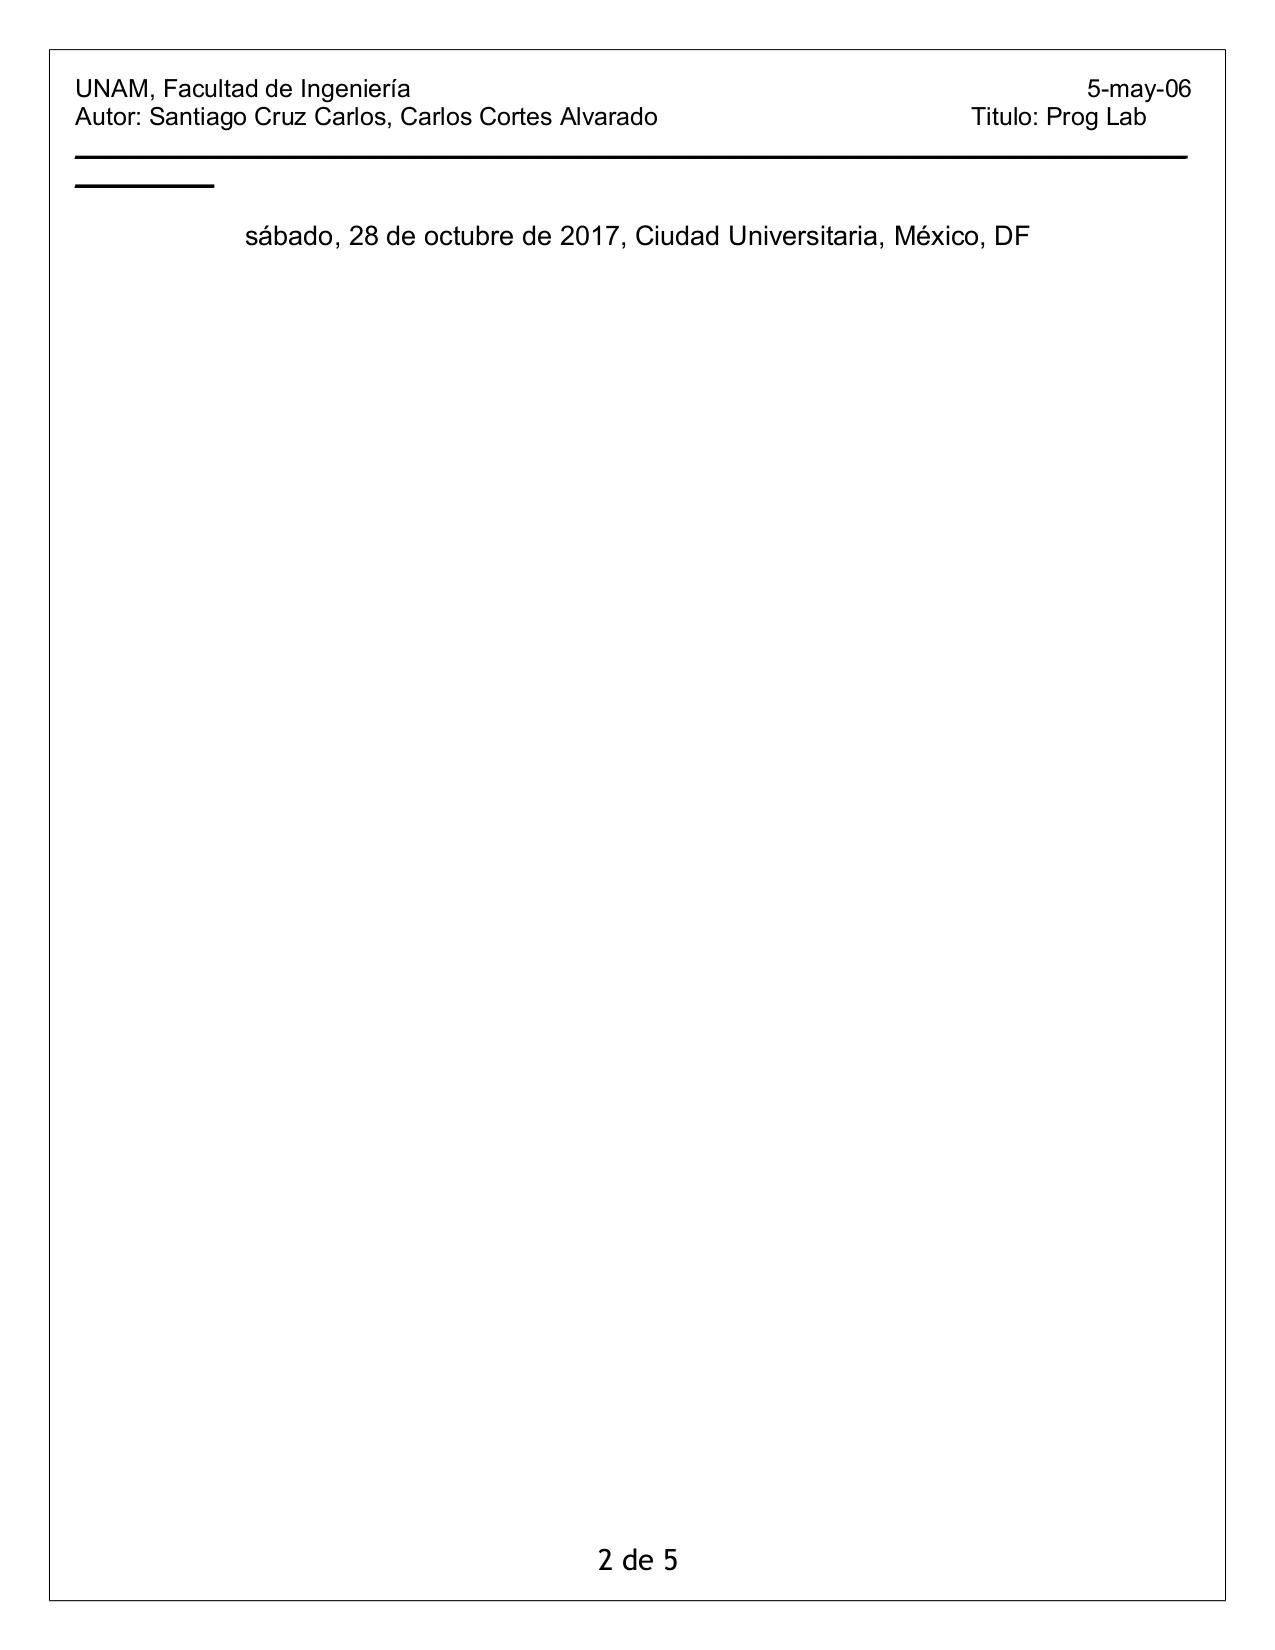 UNAM, Facultad de Ingeniería 5-may-06
Autor: Santiago Cruz Carlos, Carlos Cortes Alvarado Titulo: Prog Lab
sábado, 28 de octubre de 2017, Ciudad Universitaria, México, DF
2 de 5